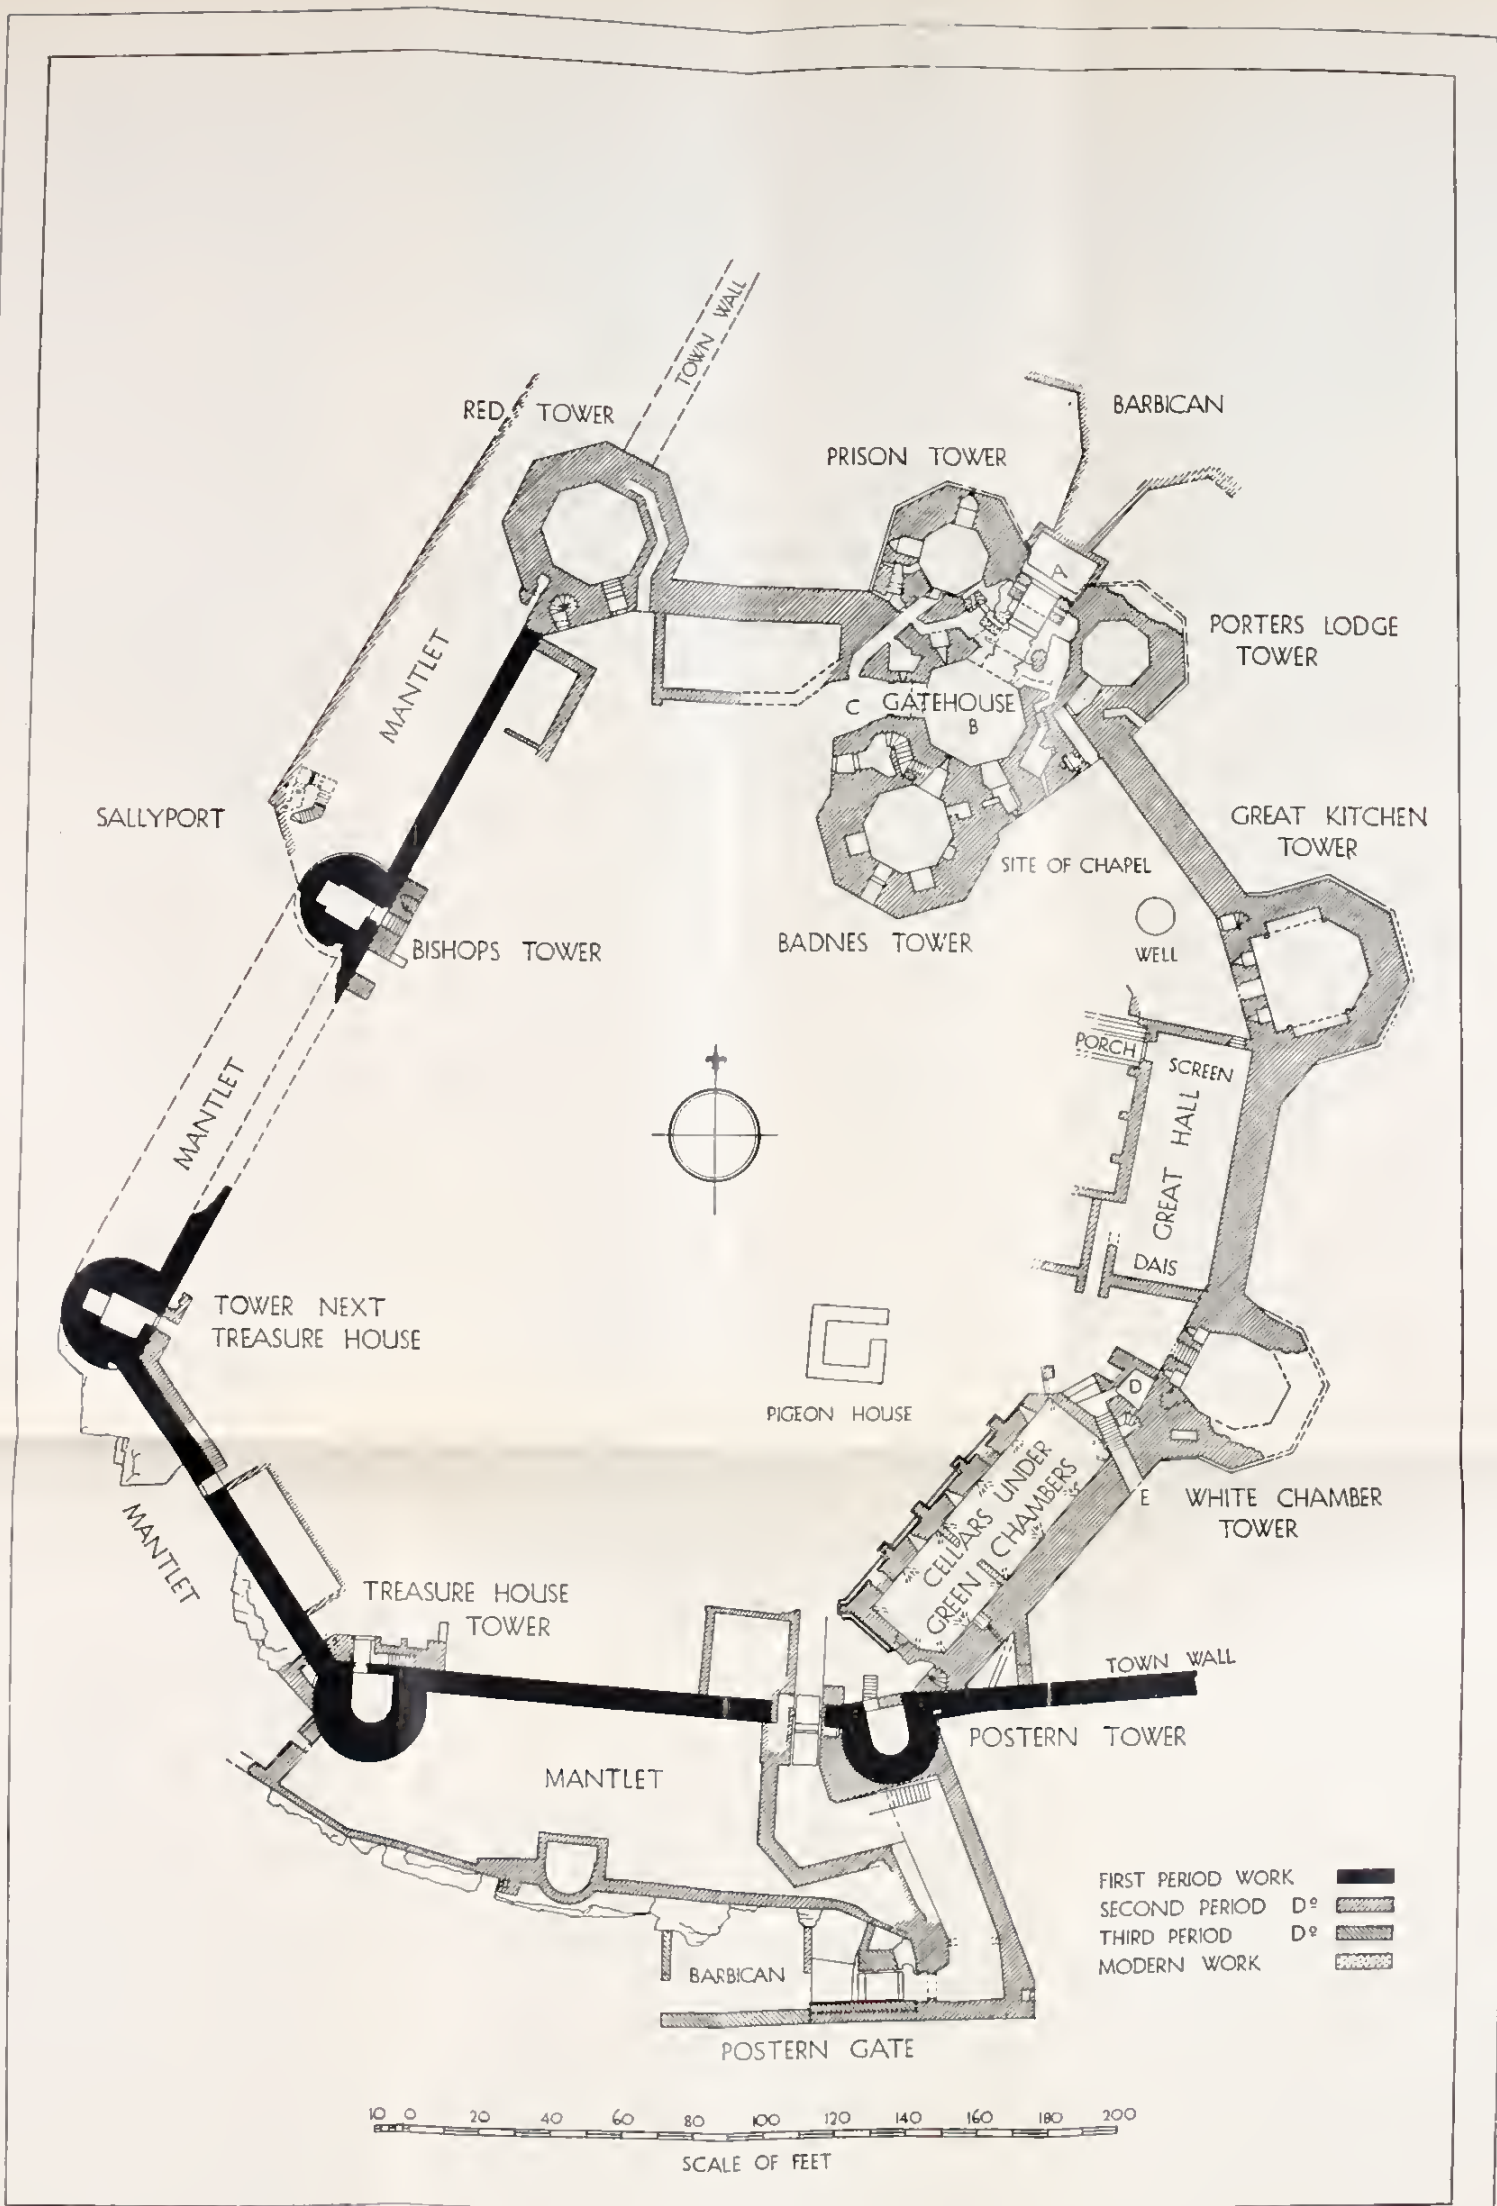 TOWN WALL
RED TOWER
BARBICAN
PRISON TOWER
A
PORTERS LODGE
TOWER
MANTLET
C GATEHOUSE
B
SALLYPORT
GREAT KITCHEN
TOWER
SITE OF CHAPEL
BISHOPS TOWER
BADNES TOWER
WELL
PORCH
SCREEN
GREAT HALL
DAIS
MANTLET
TOWER NEXT
TREASURE HOUSE
D
PIGEON HOUSE
CELLARS UNDER
GREEN CHAMBERS
E WHITE CHAMBER
TOWER
MANTLET
TREASURE HOUSE
TOWER
TOWN WALL
POSTERN TOWER
MANTLET
FIRST PERIOD WORK
SECOND PERIOD Dº
THIRD PERIOD Dº
MODERN WORK
BARBICAN
POSTERN GATE
10 0 20 40 60 80 100 120 140 160 180 200
SCALE OF FEET